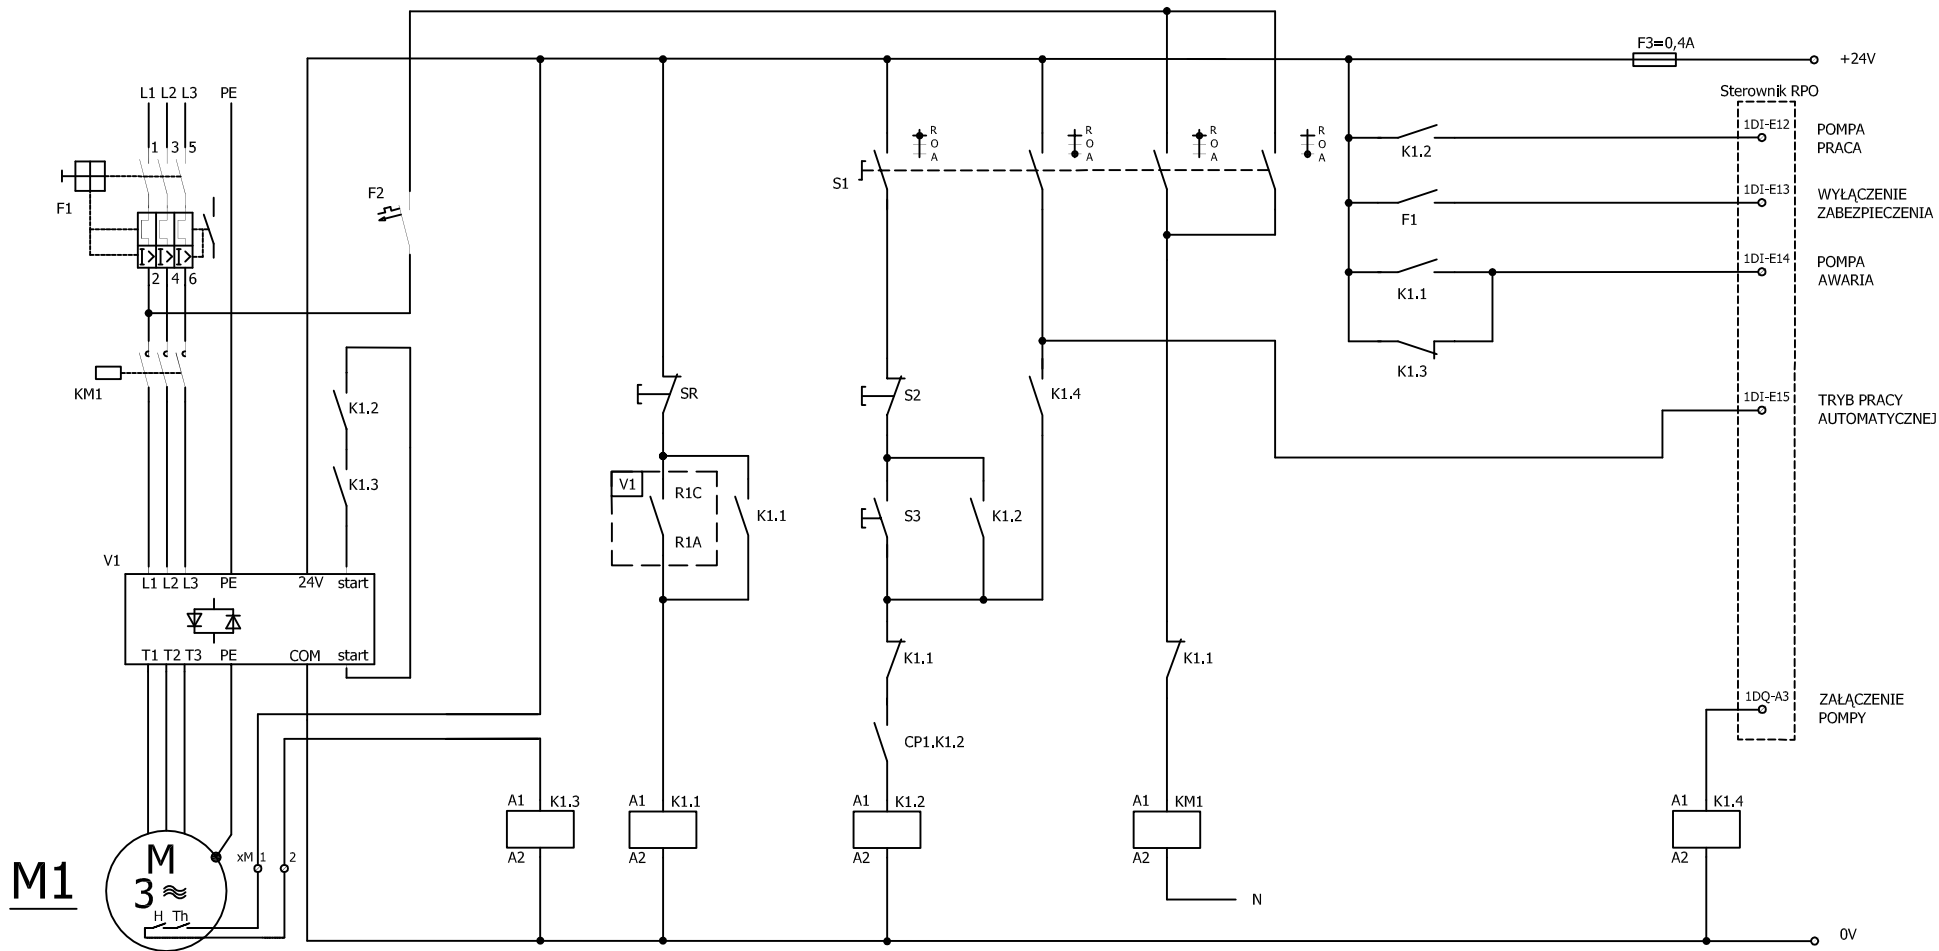 F3=0,4A
+24V
Sterownik RPO
L1 L2 L3 PE
1DI-E12
POMPA
PRACA
R
O
A
R
O
A
R
O
A
R
O
A
1 3 5
K1.2
S1
F1
F2
1DI-E13
WYŁĄCZENIE
ZABEZPIECZENIA
F1
I> I> I>
2 4 6
1DI-E14
POMPA
AWARIA
K1.1
K1.3
KM1
SR
S2
K1.4
1DI-E15
TRYB PRACY
AUTOMATYCZNEJ
K1.2
K1.3
V1
R1C
R1A
K1.1
S3
K1.2
V1
L1 L2 L3 PE 24V start
T1 T2 T3 PE COM start
K1.1
K1.1
1DQ-A3
ZAŁĄCZENIE
POMPY
CP1.K1.2
A1 K1.3
A2
A1 K1.1
A2
A1 K1.2
A2
A1 KM1
A2
A1 K1.4
A2
N
M1
M
3
xM 1 2
H Th
0V